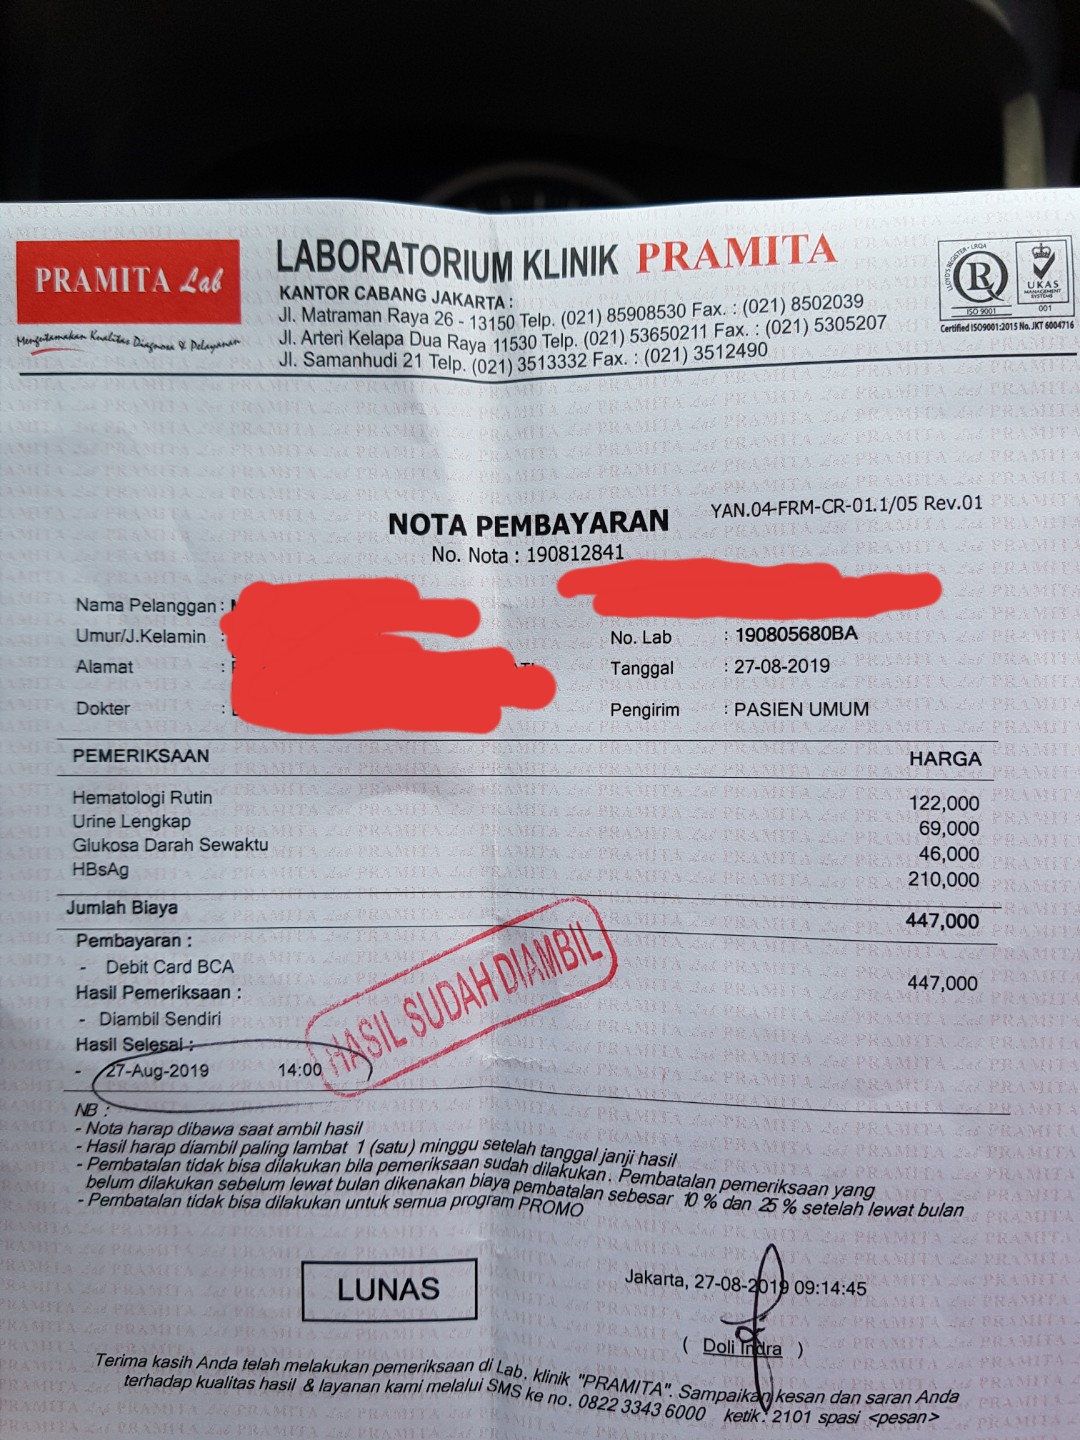 PRAMITA Lab
Mengutamakan Kualitas Diagnosa & Pelayanan
LABORATORIUM KLINIK PRAMITA
KANTOR CABANG JAKARTA :
Jl. Matraman Raya 26 - 13150 Telp. (021) 85908530 Fax. : (021) 8502039
Jl. Arteri Kelapa Dua Raya 11530 Telp. (021) 53650211 Fax : (021) 5305207
Jl. Samanhudi 21 Telp. (021) 3513332 Fax. : (021) 3512490
LLOYD'S REGISTER · LRQA
R
ISO 9001
UKAS
MANAGEMENT
SYSTEMS
001
Certified ISO9001:2015 No. JKT 6004716
YAN.04-FRM-CR-01.1/05 Rev.01
NOTA PEMBAYARAN
No. Nota : 190812841
Nama Pelanggan :
Umur/J.Kelamin :
No. Lab : 190805680BA
Alamat :
Tanggal : 27-08-2019
Dokter :
Pengirim : PASIEN UMUM
PEMERIKSAAN HARGA
Hematologi Rutin 122,000
Urine Lengkap 69,000
Glukosa Darah Sewaktu 46,000
HBsAg 210,000
Jumlah Biaya 447,000
Pembayaran :
- Debit Card BCA 447,000
Hasil Pemeriksaan :
- Diambil Sendiri
Hasil Selesai :
- 27-Aug-2019 14:00
HASIL SUDAH DIAMBIL
NB :
- Nota harap dibawa saat ambil hasil
- Hasil harap diambil paling lambat 1 (satu) minggu setelah tanggal janji hasil
- Pembatalan tidak bisa dilakukan bila pemeriksaan sudah dilakukan. Pembatalan pemeriksaan yang
belum dilakukan sebelum lewat bulan dikenakan biaya pembatalan sebesar 10 % dan 25 % setelah lewat bulan
- Pembatalan tidak bisa dilakukan untuk semua program PROMO
LUNAS
Jakarta, 27-08-2019 09:14:45
( Doli Indra )
Terima kasih Anda telah melakukan pemeriksaan di Lab. klinik "PRAMITA". Sampaikan kesan dan saran Anda
terhadap kualitas hasil & layanan kami melalui SMS ke no. 0822 3343 6000 ketik: 2101 spasi <pesan>